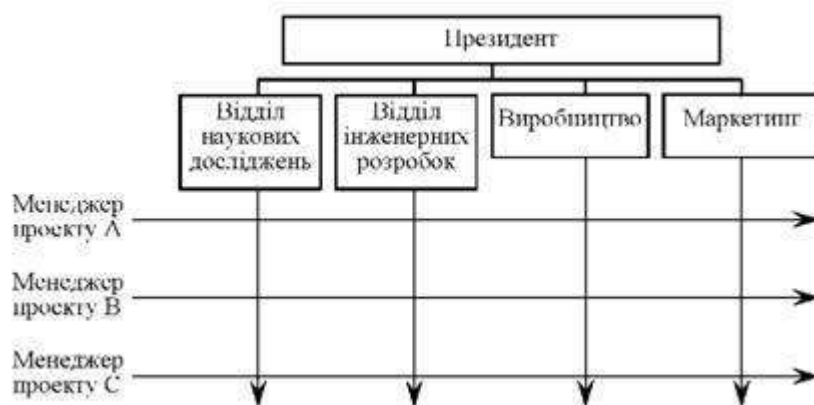 Президент
Відділ
наукових
досліджень
Відділ
інженерних
розробок
Виробництво
Маркетинг
Менеджер
проекту А
Менеджер
проекту В
Менеджер
проекту С